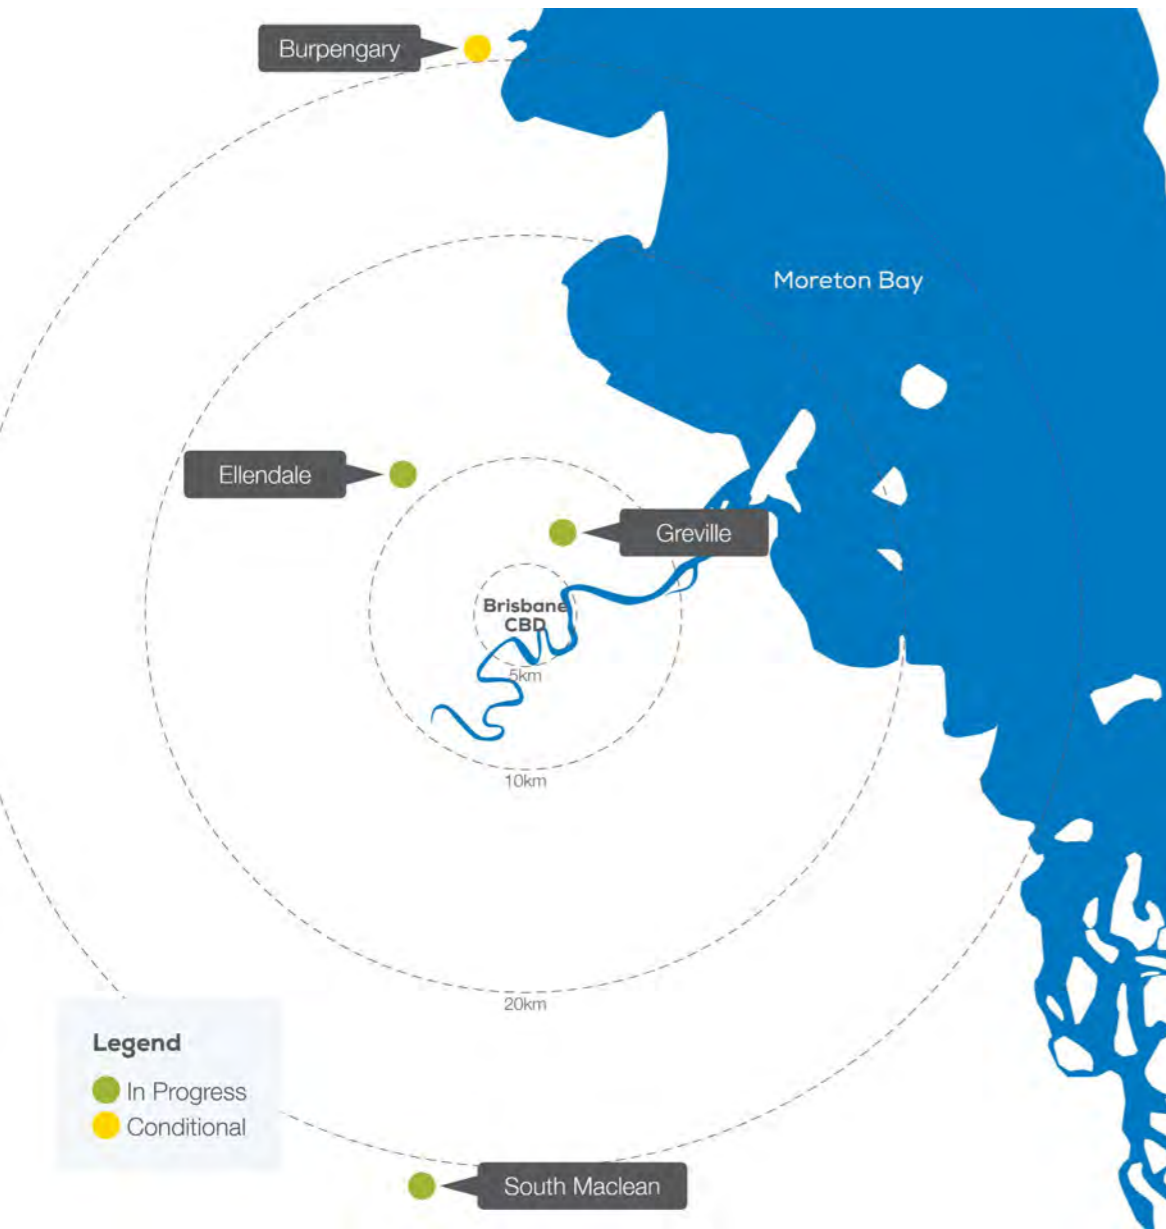 Burpengary
Moreton Bay
Ellendale
Greville
Brisbane
CBD
5km
10km
20km
Legend
In Progress
Conditional
South Maclean